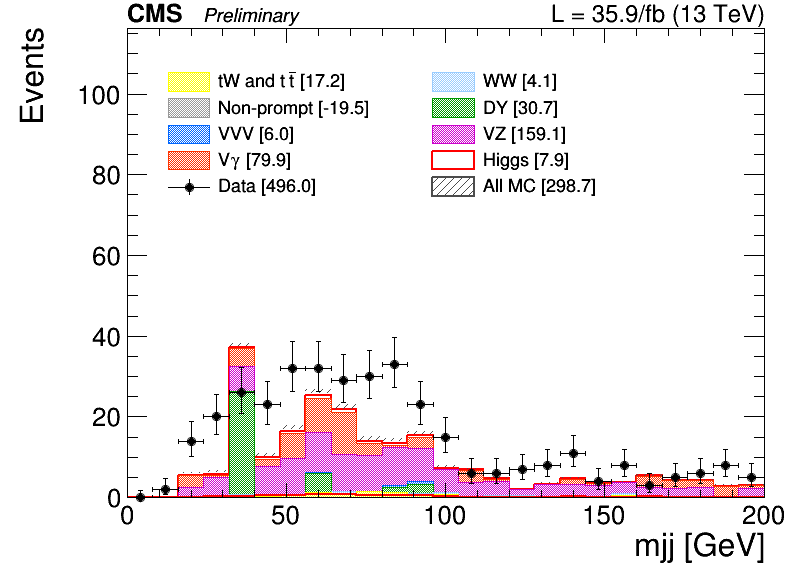 CMS Preliminary L = 35.9/fb (13 TeV)
Events
tW and t t̅ [17.2] WW [4.1]
Non-prompt [-19.5] DY [30.7]
VVV [6.0] VZ [159.1]
Vγ [79.9] Higgs [7.9]
Data [496.0] All MC [298.7]
100
80
60
40
20
0
0 50 100 150 200
mjj [GeV]